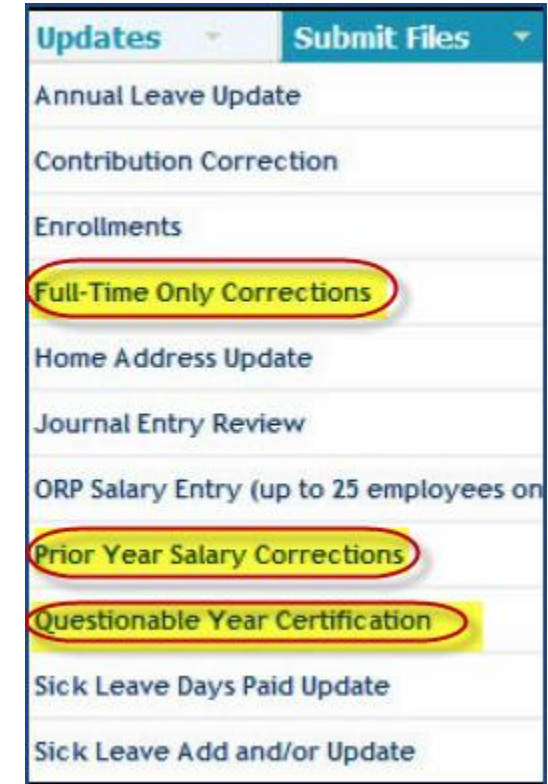 Updates Submit Files
Annual Leave Update
Contribution Correction
Enrollments
Full-Time Only Corrections
Home Address Update
Journal Entry Review
ORP Salary Entry (up to 25 employees on
Prior Year Salary Corrections
Questionable Year Certification
Sick Leave Days Paid Update
Sick Leave Add and/or Update